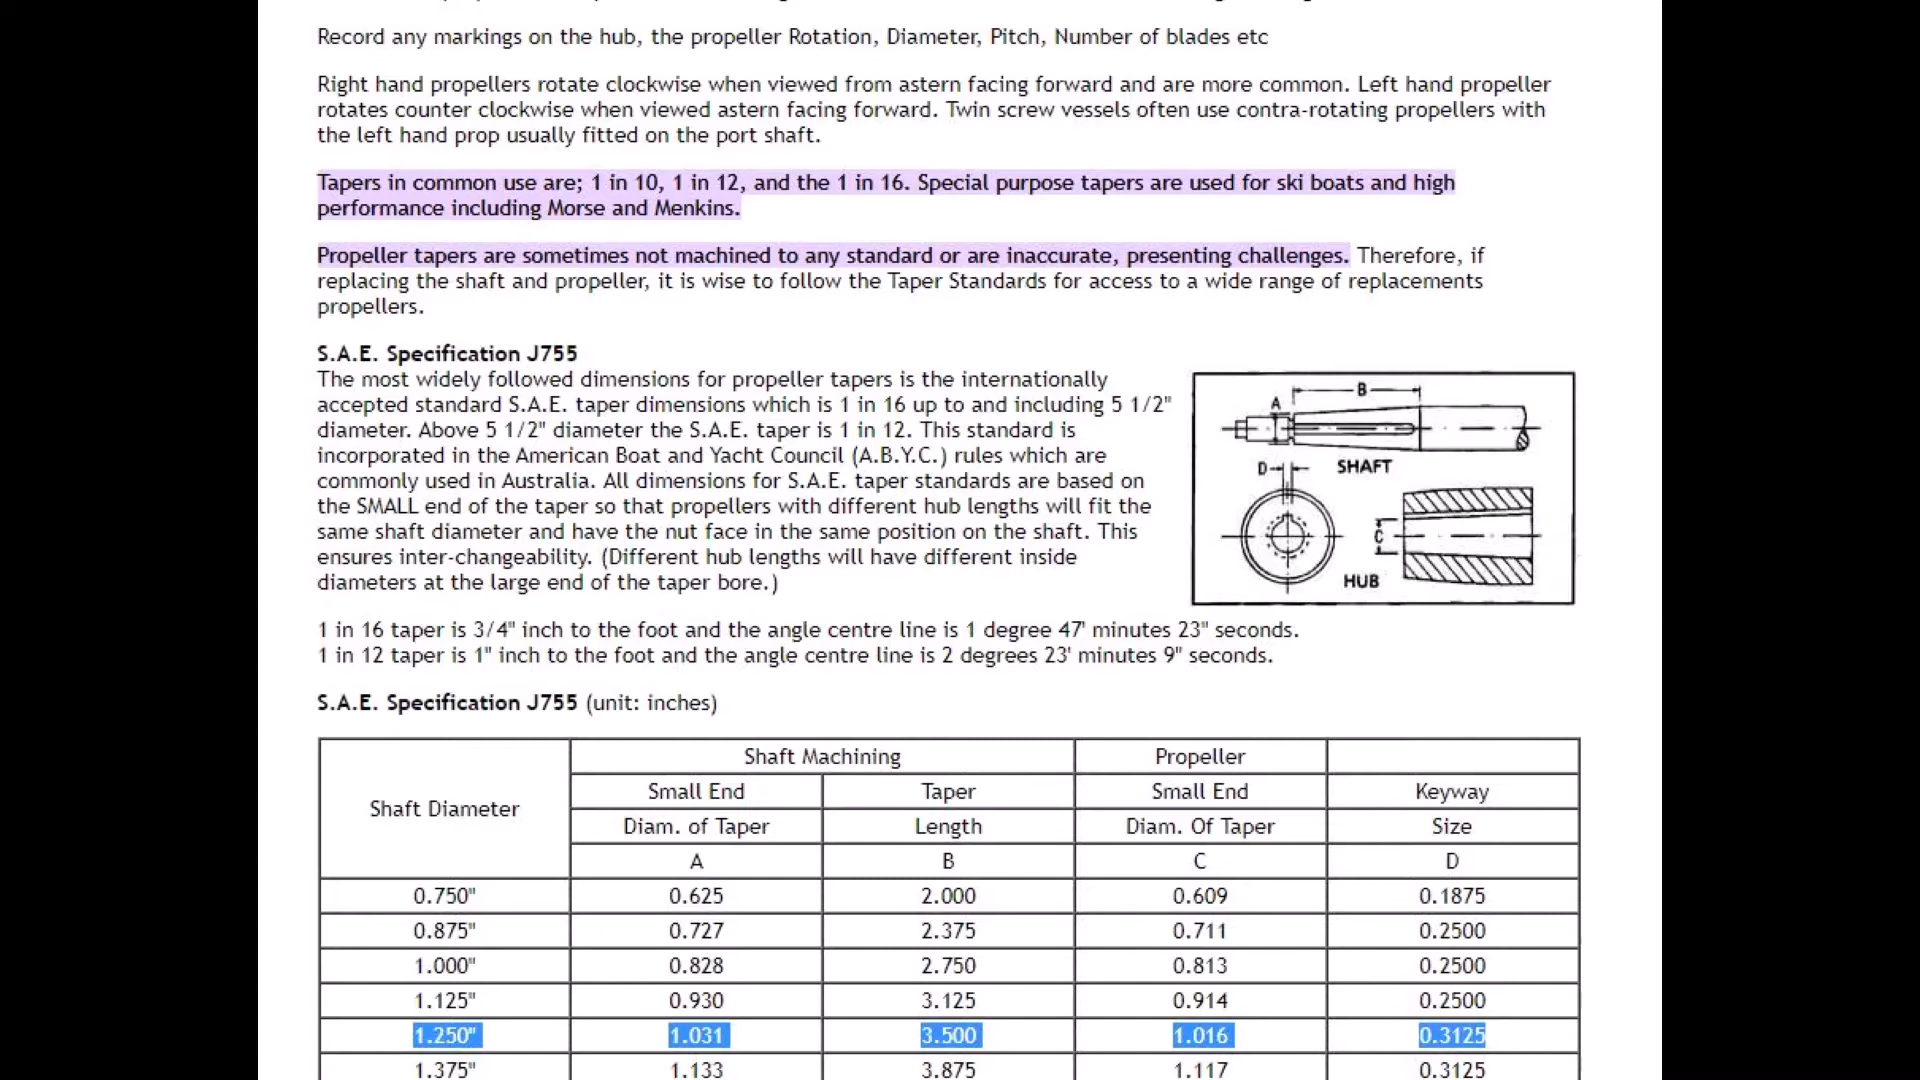 Record any markings on the hub, the propeller Rotation, Diameter, Pitch, Number of blades etc
Right hand propellers rotate clockwise when viewed from astern facing forward and are more common. Left hand propeller
rotates counter clockwise when viewed astern facing forward. Twin screw vessels often use contra-rotating propellers with
the left hand prop usually fitted on the port shaft.
Tapers in common use are; 1 in 10, 1 in 12, and the 1 in 16. Special purpose tapers are used for ski boats and high
performance including Morse and Menkins.
Propeller tapers are sometimes not machined to any standard or are inaccurate, presenting challenges. Therefore, if
replacing the shaft and propeller, it is wise to follow the Taper Standards for access to a wide range of replacements
propellers.
S.A.E. Specification J755
The most widely followed dimensions for propeller tapers is the internationally
accepted standard S.A.E. taper dimensions which is 1 in 16 up to and including 5 1/2"
diameter. Above 5 1/2" diameter the S.A.E. taper is 1 in 12. This standard is
incorporated in the American Boat and Yacht Council (A.B.Y.C.) rules which are
commonly used in Australia. All dimensions for S.A.E. taper standards are based on
the SMALL end of the taper so that propellers with different hub lengths will fit the
same shaft diameter and have the nut face in the same position on the shaft. This
ensures inter-changeability. (Different hub lengths will have different inside
diameters at the large end of the taper bore.)
B
A
D SHAFT
C
HUB
1 in 16 taper is 3/4" inch to the foot and the angle centre line is 1 degree 47' minutes 23" seconds.
1 in 12 taper is 1" inch to the foot and the angle centre line is 2 degrees 23' minutes 9" seconds.
S.A.E. Specification J755 (unit: inches)
Shaft Machining Propeller
Shaft Diameter Small End Taper Small End Keyway
Diam. of Taper Length Diam. Of Taper Size
A B C D
0.750" 0.625 2.000 0.609 0.1875
0.875" 0.727 2.375 0.711 0.2500
1.000" 0.828 2.750 0.813 0.2500
1.125" 0.930 3.125 0.914 0.2500
1.250" 1.031 3.500 1.016 0.3125
1.375" 1.133 3.875 1.117 0.3125